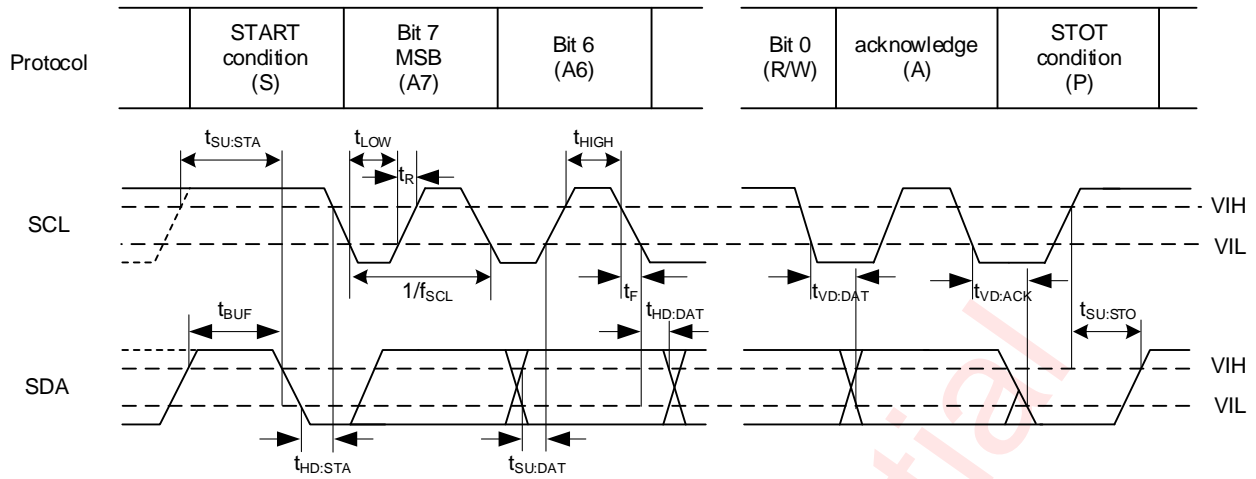 Protocol
START
condition
(S)
Bit 7
MSB
(A7)
Bit 6
(A6)
Bit 0
(R/W)
acknowledge
(A)
STOT
condition
(P)
tSU:STA
tLOW
tR
tHIGH
SCL
VIH
VIL
1/fSCL
tF
tVD:DAT
tVD:ACK
tBUF
tHD:DAT
tSU:STO
SDA
VIH
VIL
tHD:STA
tSU:DAT